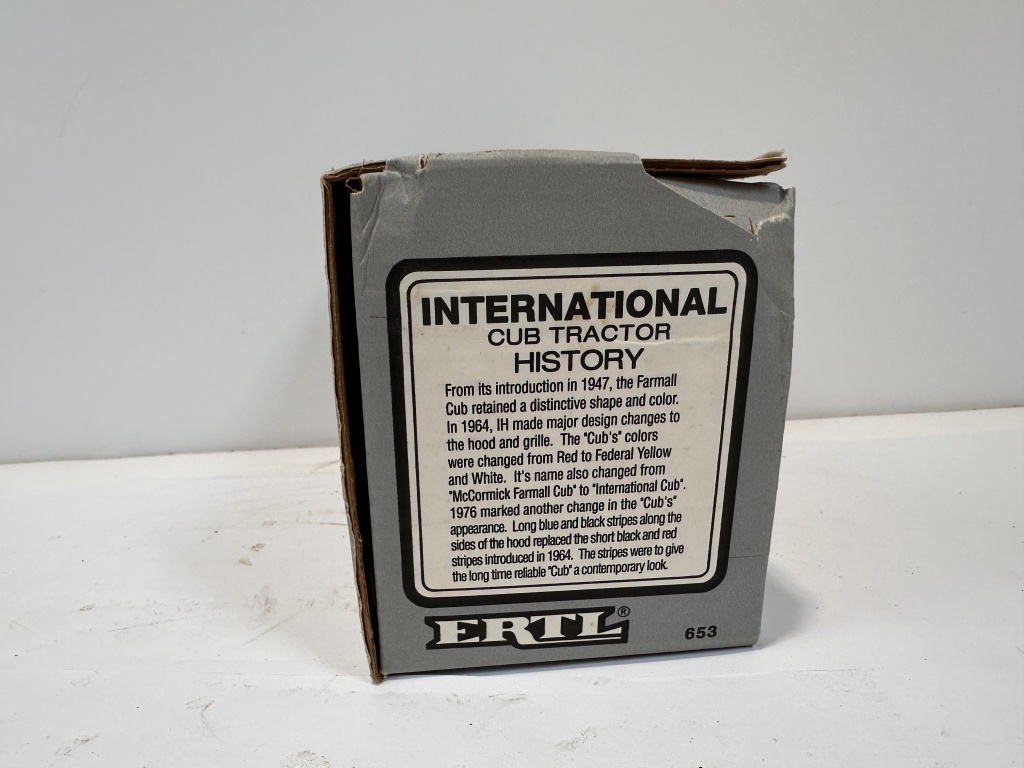 INTERNATIONAL
CUB TRACTOR
HISTORY
From its introduction in 1947, the Farmall
Cub retained a distinctive shape and color.
In 1964, IH made major design changes to
the hood and grille. The "Cub's" colors
were changed from Red to Federal Yellow
and White. It's name also changed from
"McCormick Farmall Cub" to "International Cub".
1976 marked another change in the "Cub's"
appearance. Long blue and black stripes along the
sides of the hood replaced the short black and red
stripes introduced in 1964. The stripes were to give
the long time reliable "Cub" a contemporary look.
ERTL®
653